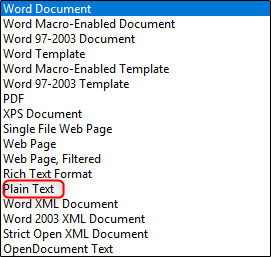 Word Document
Word Macro-Enabled Document
Word 97-2003 Document
Word Template
Word Macro-Enabled Template
Word 97-2003 Template
PDF
XPS Document
Single File Web Page
Web Page
Web Page, Filtered
Rich Text Format
Plain Text
Word XML Document
Word 2003 XML Document
Strict Open XML Document
OpenDocument Text